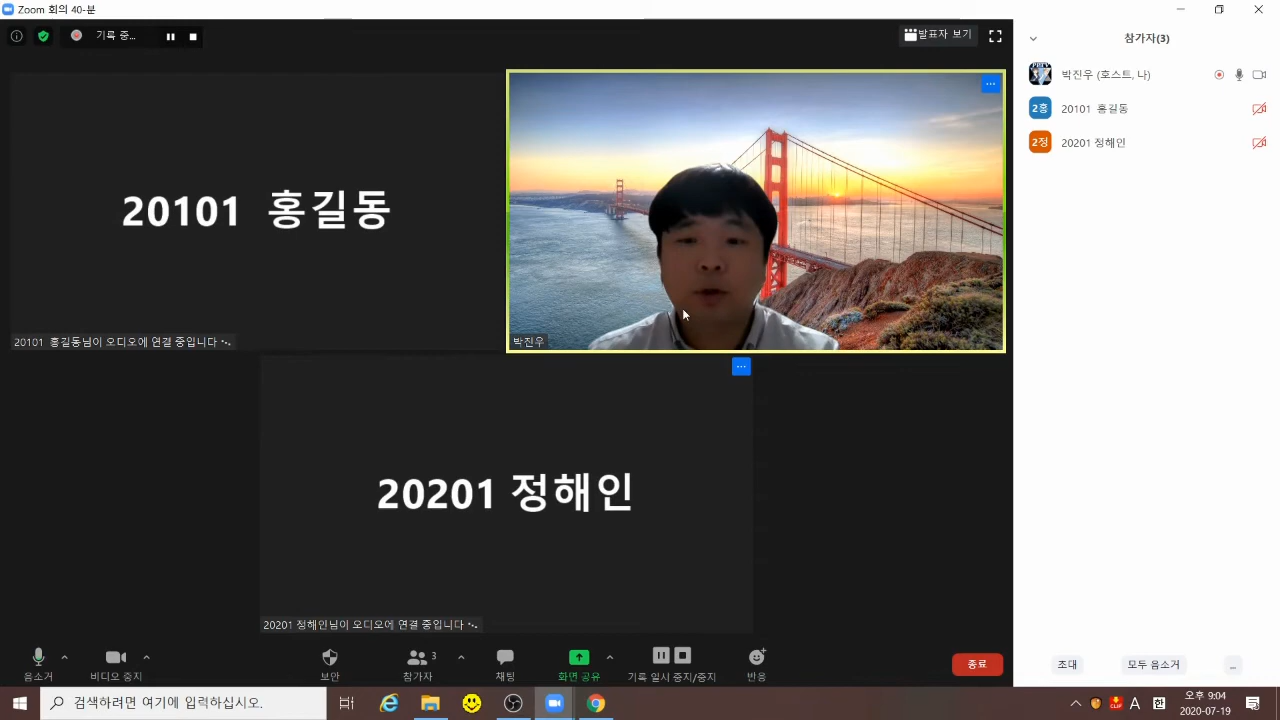 Zoom 회의 40-분
기록 중...
발표자 보기
20101 홍길동
20101 홍길동님이 오디오에 연결 중입니다
박진우
20201 정해인
20201 정해인님이 오디오에 연결 중입니다
참가자(3)
박진우 (호스트, 나)
2홍 20101 홍길동
2정 20201 정해인
음소거
비디오 중지
보안
3
참가자
채팅
화면 공유
기록 일시 중지/중지
반응
종료
초대
모두 음소거
...
검색하려면 여기에 입력하십시오.
CLiP
A
한
오후 9:04
2020-07-19